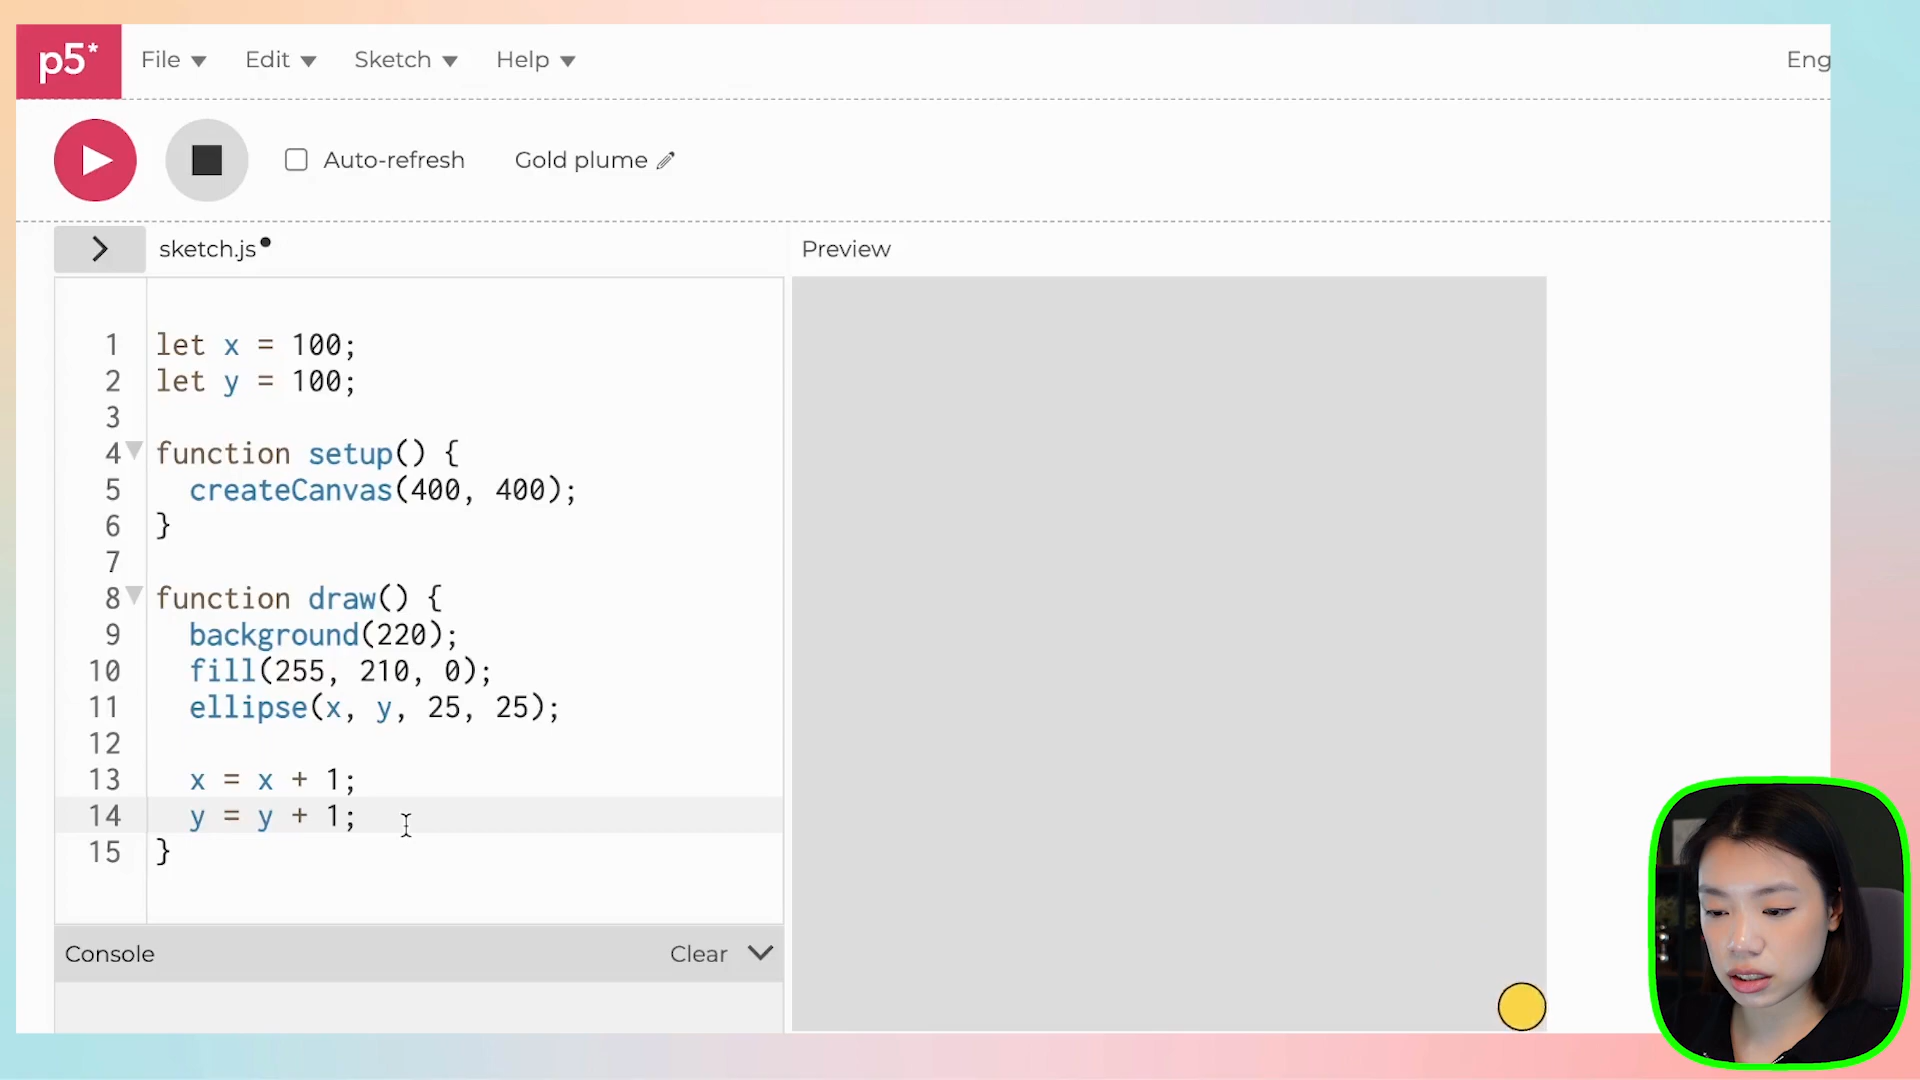 p5* File Edit Sketch Help Eng
Auto-refresh Gold plume
sketch.js Preview
1 let x = 100;
2 let y = 100;
3
4 function setup() {
5 createCanvas(400, 400);
6 }
7
8 function draw() {
9 background(220);
10 fill(255, 210, 0);
11 ellipse(x, y, 25, 25);
12
13 x = x + 1;
14 y = y + 1;
15 }
Console Clear